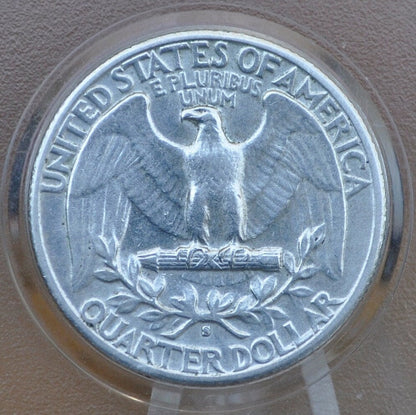 UNITED STATES OF AMERICA
E PLURIBUS
UNUM
S
QUARTER DOLLAR